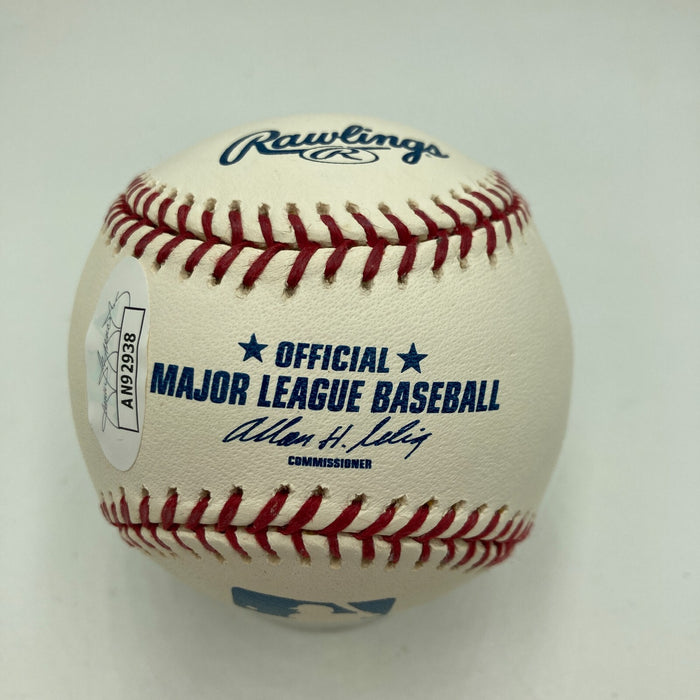 Rawlings
R
OFFICIAL
MAJOR LEAGUE BASEBALL
Allan H. Selig
COMMISSIONER
AN92938